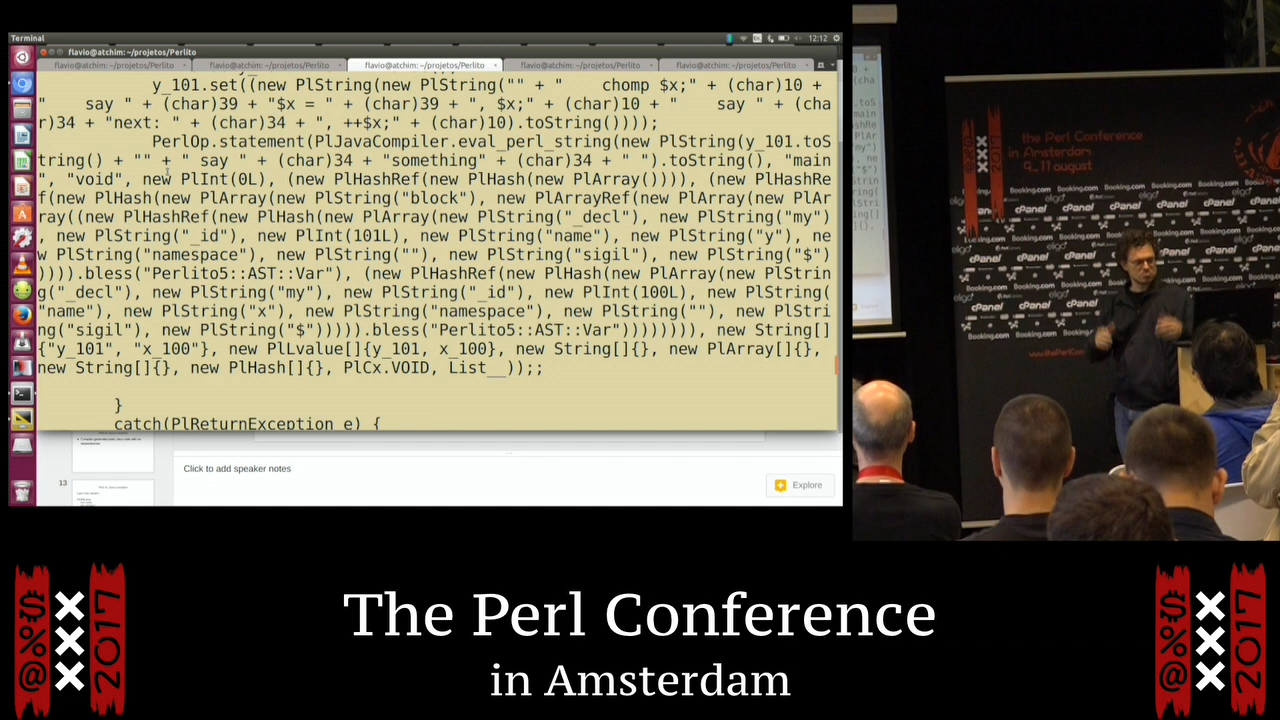 Terminal
12:12
flavio@atchim: ~/projetos/Perlito
flavio@atchim: ~/projetos/Perlito × flavio@atchim: ~/projetos/Perlito × flavio@atchim: ~/projetos/Perlito × flavio@atchim: ~/projetos/Perlito × flavio@atchim: ~/projetos/Perlito ×
y_101.set((new PlString(new PlString("" + "    chomp $x;" + (char)10 +
"    say " + (char)39 + "$x = " + (char)39 + ", $x;" + (char)10 + "    say " + (cha
r)34 + "next: " + (char)34 + ", ++$x;" + (char)10).toString())));
PerlOp.statement(PlJavaCompiler.eval_perl_string(new PlString(y_101.toS
tring() + "" + " say " + (char)34 + "something" + (char)34 + " ").toString(), "main
", "void", new PlInt(0L), (new PlHashRef(new PlHash(new PlArray()))), (new PlHashRe
f(new PlHash(new PlArray(new PlString("block"), new PlArrayRef(new PlArray(new PlAr
ray((new PlHashRef(new PlHash(new PlArray(new PlString("_decl"), new PlString("my")
, new PlString("_id"), new PlInt(101L), new PlString("name"), new PlString("y"), ne
w PlString("namespace"), new PlString(""), new PlString("sigil"), new PlString("$")
)))).bless("Perlito5::AST::Var"), (new PlHashRef(new PlHash(new PlArray(new PlStrin
g("_decl"), new PlString("my"), new PlString("_id"), new PlInt(100L), new PlString(
"name"), new PlString("x"), new PlString("namespace"), new PlString(""), new PlStri
ng("sigil"), new PlString("$"))))).bless("Perlito5::AST::Var")))))))), new String[]
{"y_101", "x_100"}, new PlLvalue[]{y_101, x_100}, new String[]{}, new PlArray[]{},
new String[]{}, new PlHash[]{}, PlCx.VOID, List__));;
}
catch(PlReturnException e) {
13
Click to add speaker notes
Explore
the Perl Conference
in Amsterdam
9..11 august
Booking.com
cPanel
eligo
The Perl Conference
in Amsterdam
$%@
XXX
2017
$%@
XXX
2017